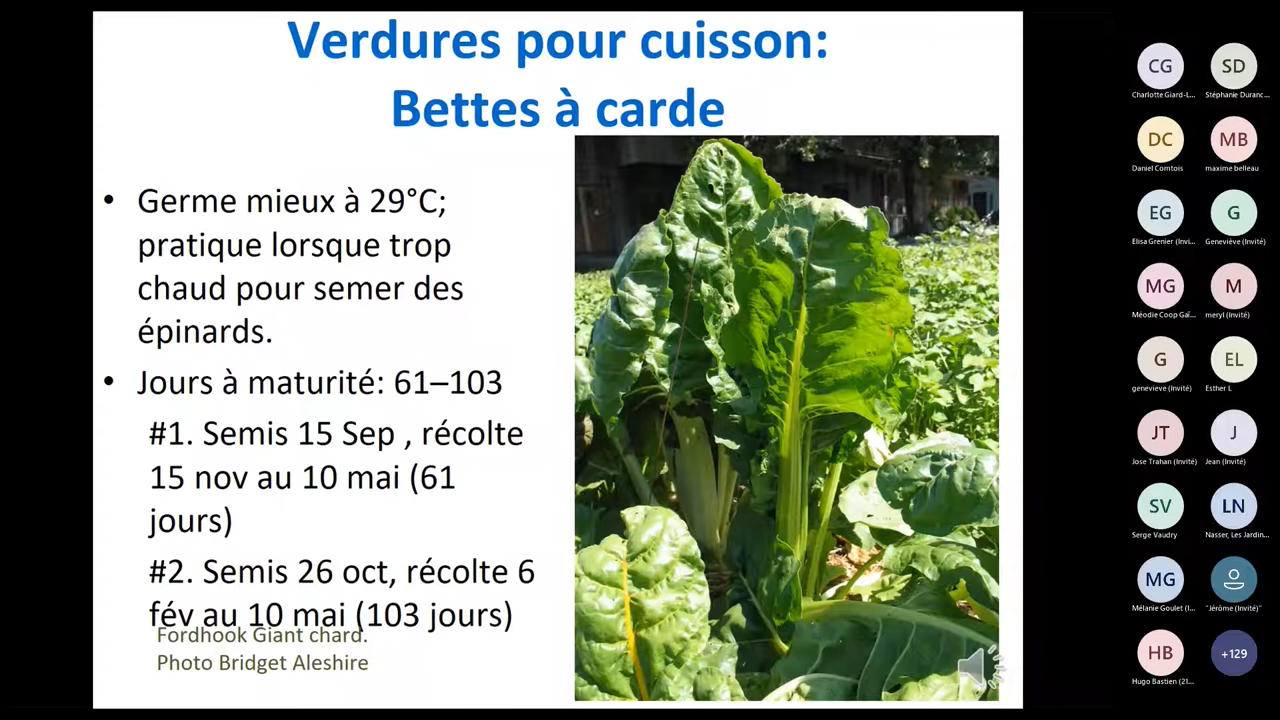 Verdures pour cuisson:
Bettes à carde
• Germe mieux à 29°C;
pratique lorsque trop
chaud pour semer des
épinards.
• Jours à maturité: 61–103
#1. Semis 15 Sep , récolte
15 nov au 10 mai (61
jours)
#2. Semis 26 oct, récolte 6
fév au 10 mai (103 jours)
Fordhook Giant chard.
Photo Bridget Aleshire
CG
SD
Charlotte Giard-L...
Stéphanie Duranc...
DC
MB
Daniel Comtois
maxime belleau
EG
G
Elisa Grenier (Invi...
Geneviève (Invité)
MG
M
Méodie Coop Gaï...
meryl (Invité)
G
EL
genevieve (Invité)
Esther L
JT
J
Jose Trahan (Invité)
Jean (Invité)
SV
LN
Serge Vaudry
Nasser, Les Jardin...
MG
Mélanie Goulet (I...
"Jérôme (Invité)"
HB
+129
Hugo Bastien (21...